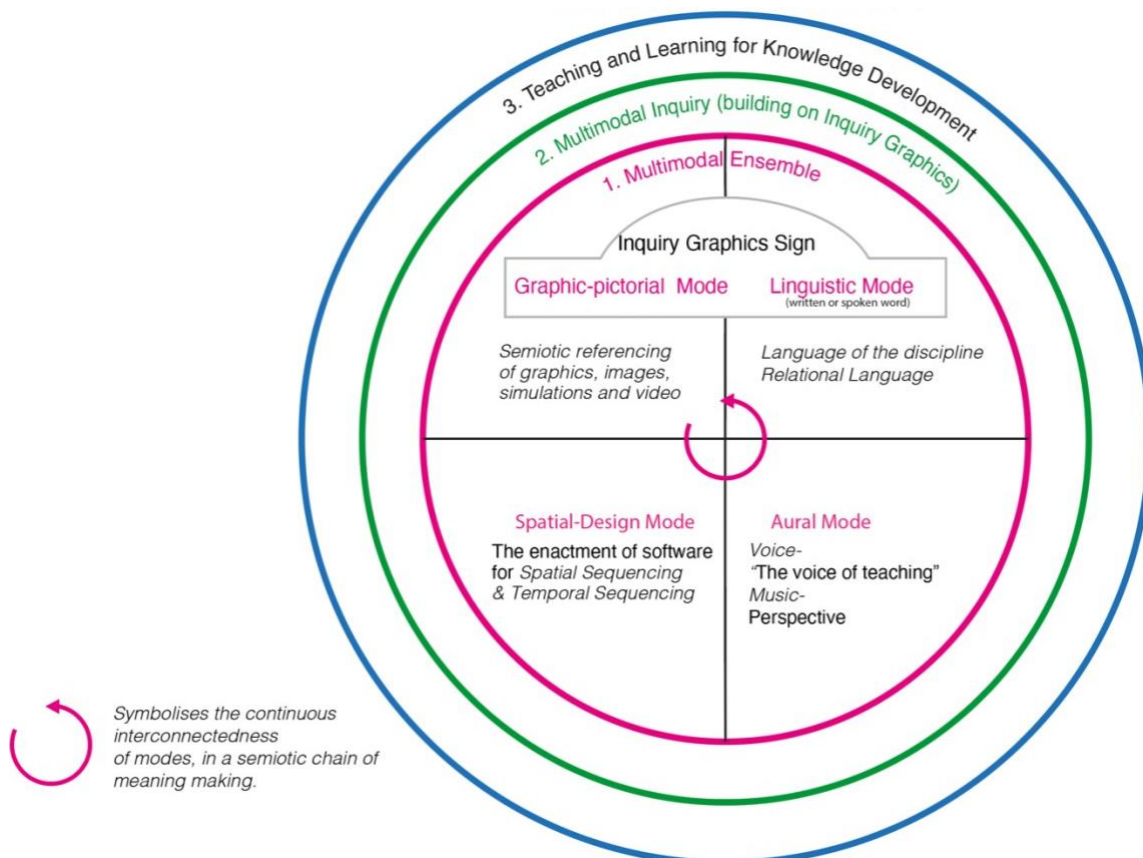 3. Teaching and Learning for Knowledge Development
2. Multimodal Inquiry (building on Inquiry Graphics)
1. Multimodal Ensemble
Inquiry Graphics Sign
Graphic-pictorial Mode
Linguistic Mode
(written or spoken word)
Semiotic referencing
of graphics, images,
simulations and video
Language of the discipline
Relational Language
Spatial-Design Mode
The enactment of software
for Spatial Sequencing
& Temporal Sequencing
Aural Mode
Voice-
"The voice of teaching"
Music-
Perspective
Symbolises the continuous
interconnectedness
of modes, in a semiotic chain of
meaning making.